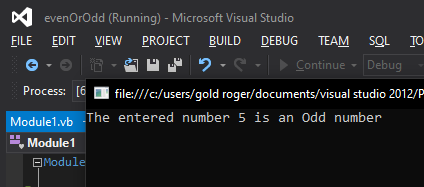 evenOrOdd (Running) - Microsoft Visual Studio
FILE EDIT VIEW PROJECT BUILD DEBUG TEAM SQL TO
Debug
Process: [6
file:///c:/users/gold roger/documents/visual studio 2012/P
Module1.vb
The entered number 5 is an Odd number
Module1
Module